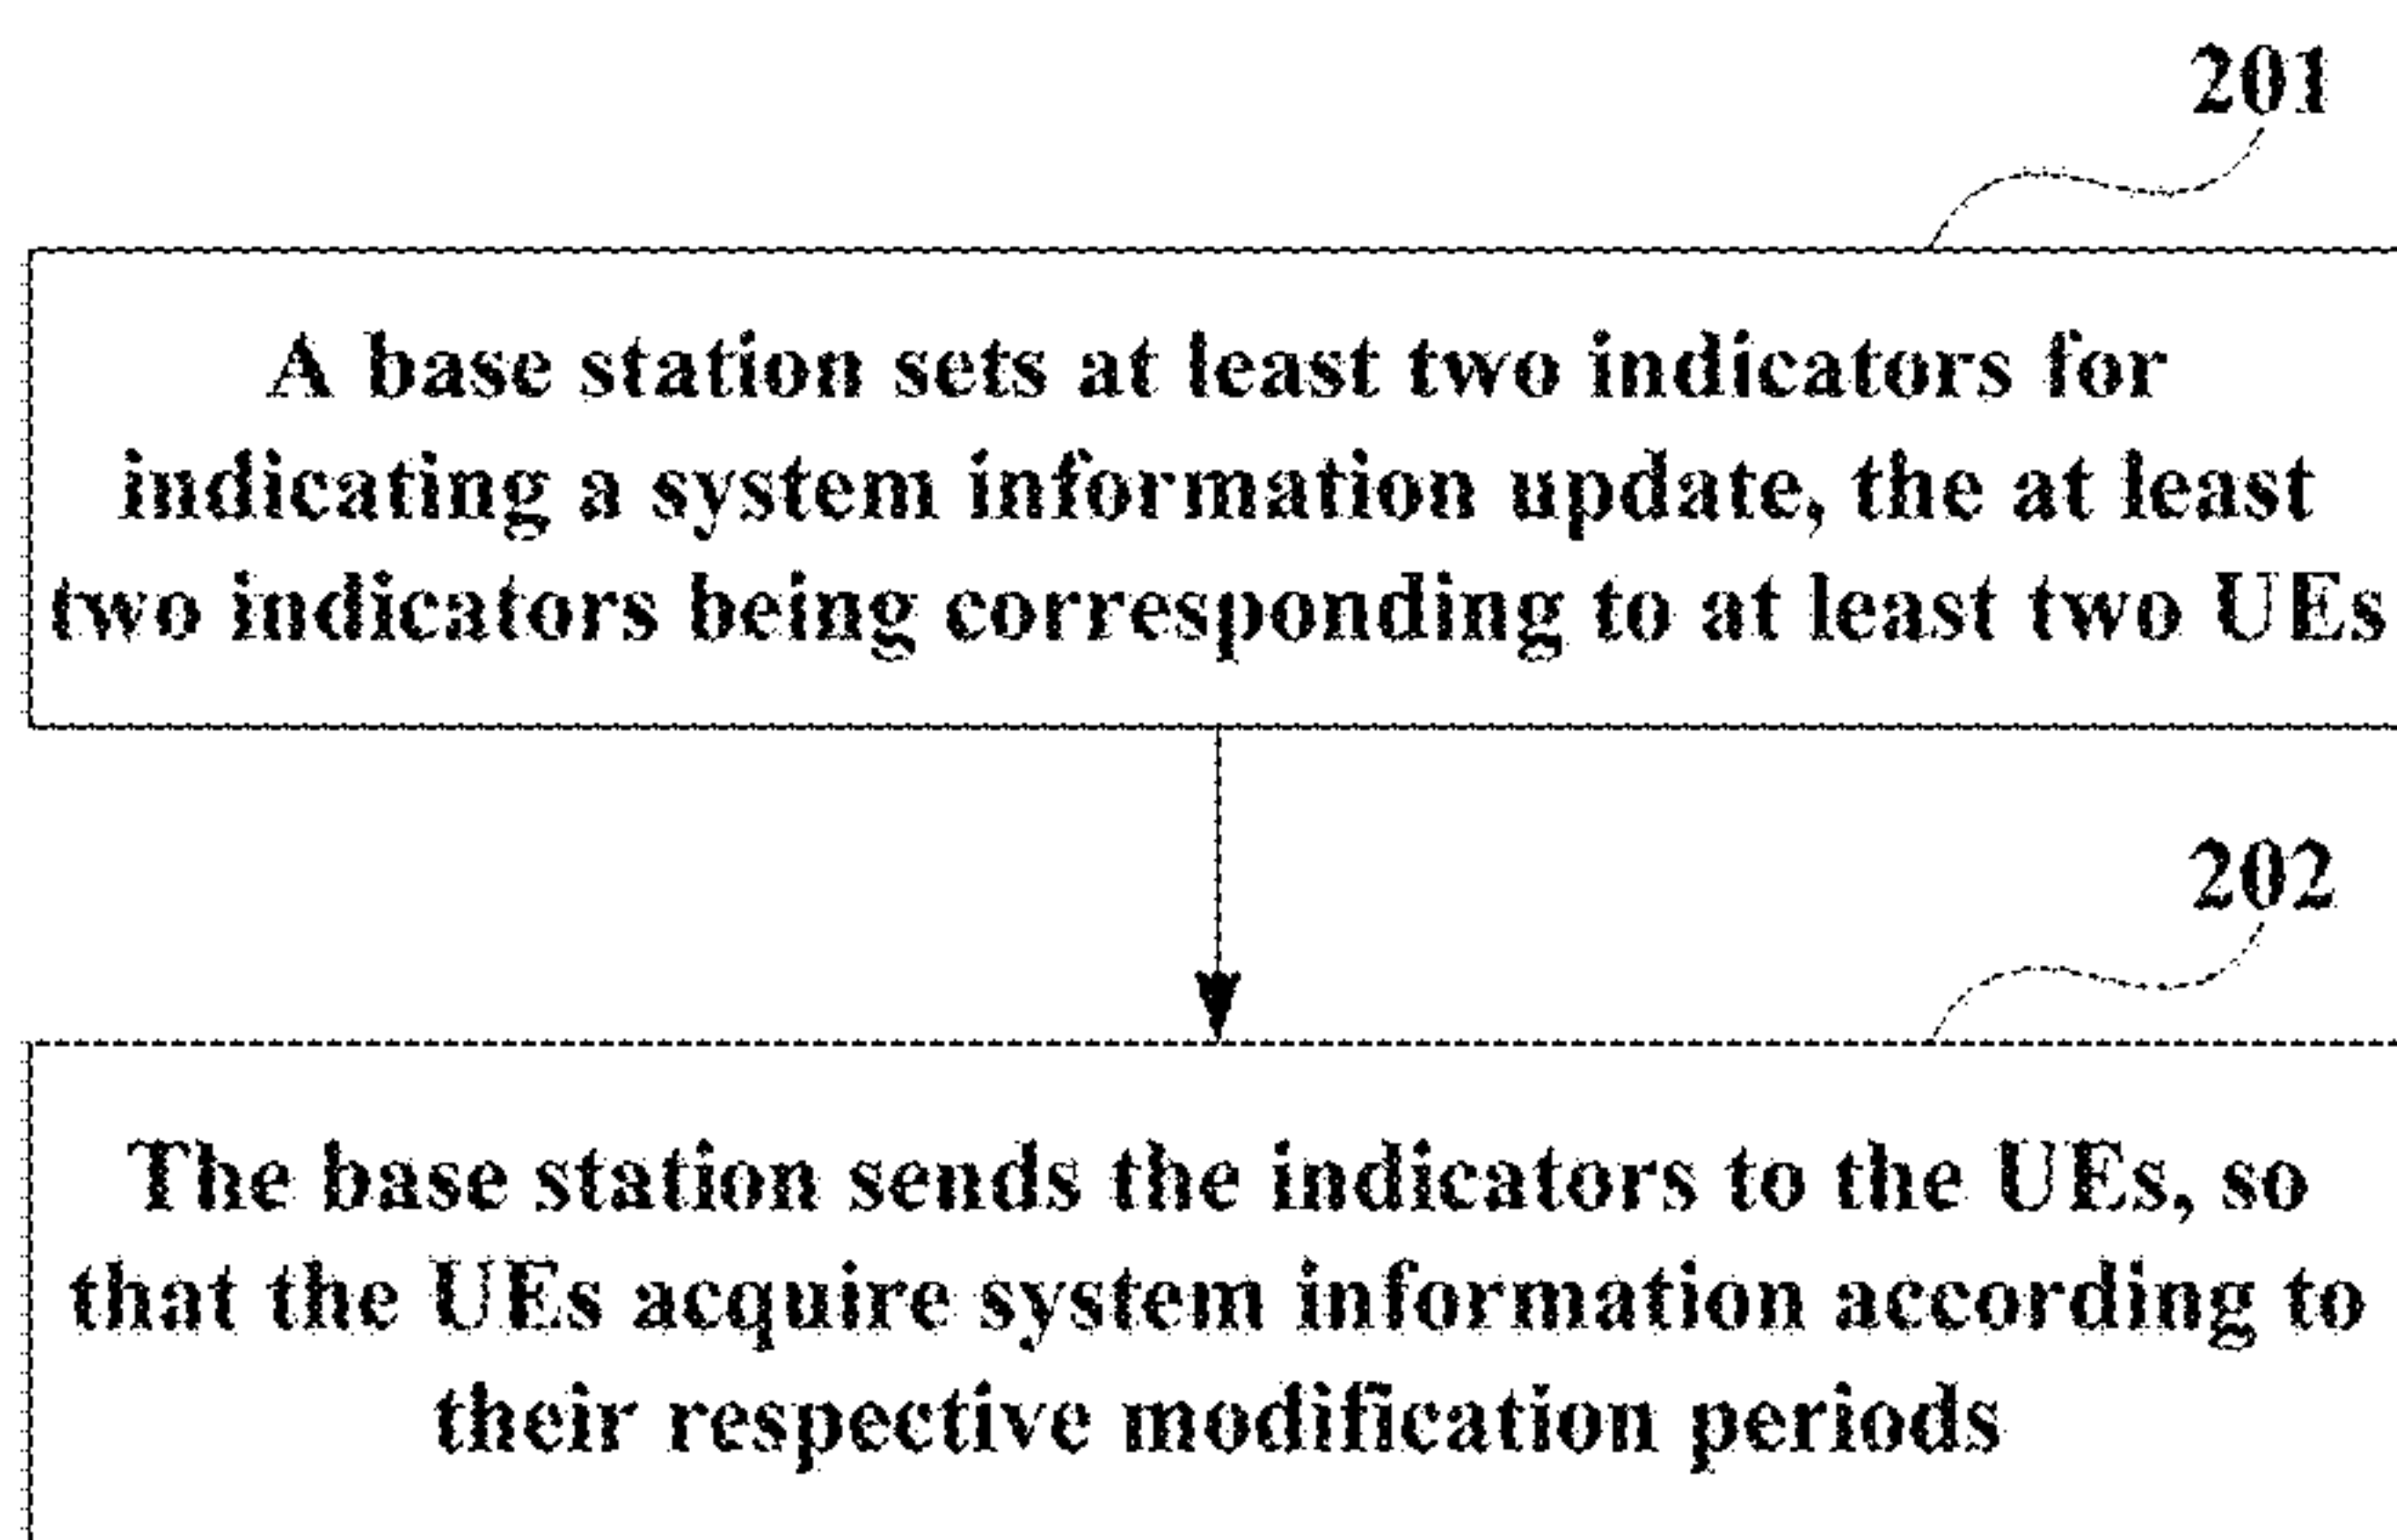 201
A base station sets at least two indicators for
indicating a system information update, the at least
two indicators being corresponding to at least two UEs
202
The base station sends the indicators to the UEs, so
that the UEs acquire system information according to
their respective modification periods